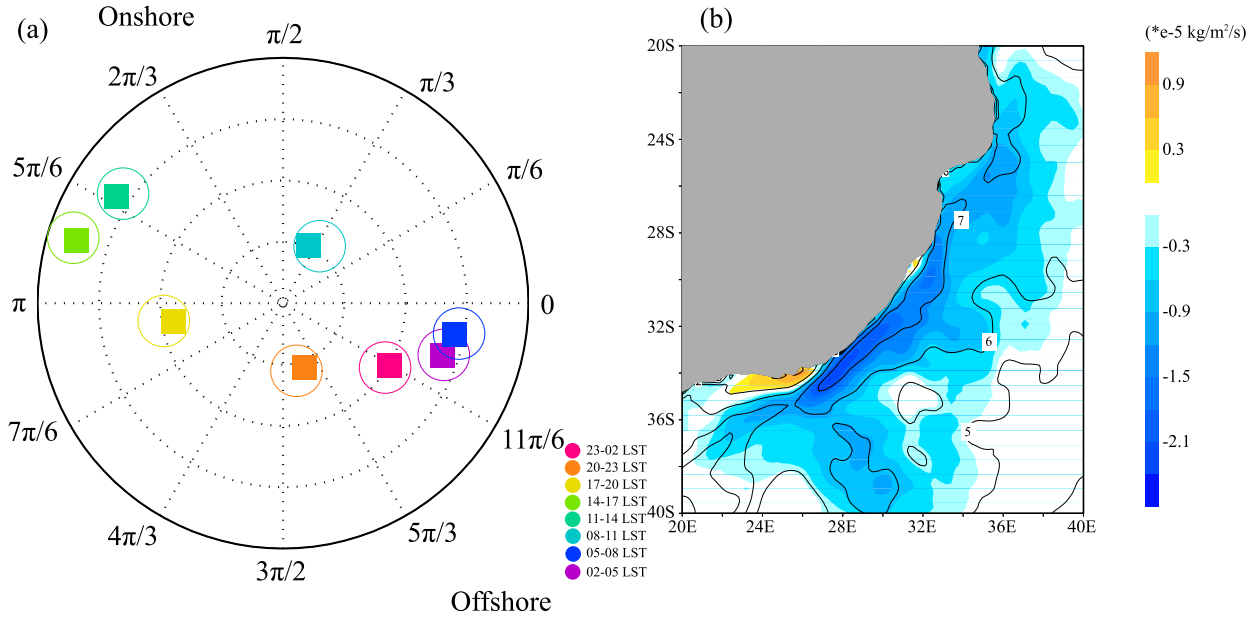 (a)
Onshore
π/2
2π/3
π/3
5π/6
π/6
π
0
7π/6
11π/6
4π/3
5π/3
3π/2
Offshore
23-02 LST
20-23 LST
17-20 LST
14-17 LST
11-14 LST
08-11 LST
05-08 LST
02-05 LST
(b)
20S
24S
28S
32S
36S
40S
20E
24E
28E
32E
36E
40E
7
6
5
(*e-5 kg/m²/s)
0.9
0.3
-0.3
-0.9
-1.5
-2.1